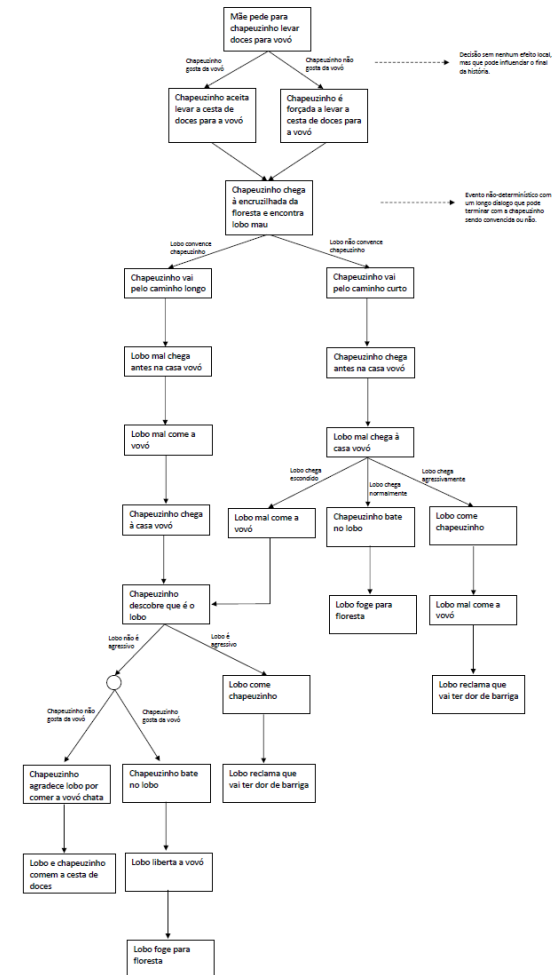 Mãe pede para
chapeuzinho levar
doces para vovó
Chapeuzinho
gosta da vovó
Chapeuzinho não
gosta da vovó
Decisão sem nenhum efeito local,
mas que pode influenciar o final
da história.
Chapeuzinho aceita
levar a cesta de
doces para a vovó
Chapeuzinho é
forçada a levar a
cesta de doces para
a vovó
Chapeuzinho chega
à encruzilhada da
floresta e encontra
lobo mau
Evento não-determinístico com
um longo dialogo que pode
terminar com a chapeuzinho
sendo convencida ou não.
Lobo convence
chapeuzinho
Lobo não convence
chapeuzinho
Chapeuzinho vai
pelo caminho longo
Chapeuzinho vai
pelo caminho curto
Lobo mal chega
antes na casa vovó
Chapeuzinho chega
antes na casa vovó
Lobo mal come a
vovó
Lobo mal chega à
casa vovó
Lobo chega
escondido
Lobo chega
normalmente
Lobo chega
agressivamente
Chapeuzinho chega
à casa vovó
Lobo mal come a
vovó
Chapeuzinho bate
no lobo
Lobo come
chapeuzinho
Chapeuzinho
descobre que é o
lobo
Lobo foge para
floresta
Lobo mal come a
vovó
Lobo não é
agressivo
Lobo é
agressivo
Lobo come
chapeuzinho
Lobo reclama que
vai ter dor de barriga
Chapeuzinho não
gosta da vovó
Chapeuzinho
gosta da vovó
Chapeuzinho
agradece lobo por
comer a vovó chata
Chapeuzinho bate
no lobo
Lobo reclama que
vai ter dor de barriga
Lobo e chapeuzinho
comem a cesta de
doces
Lobo liberta a vovó
Lobo foge para
floresta